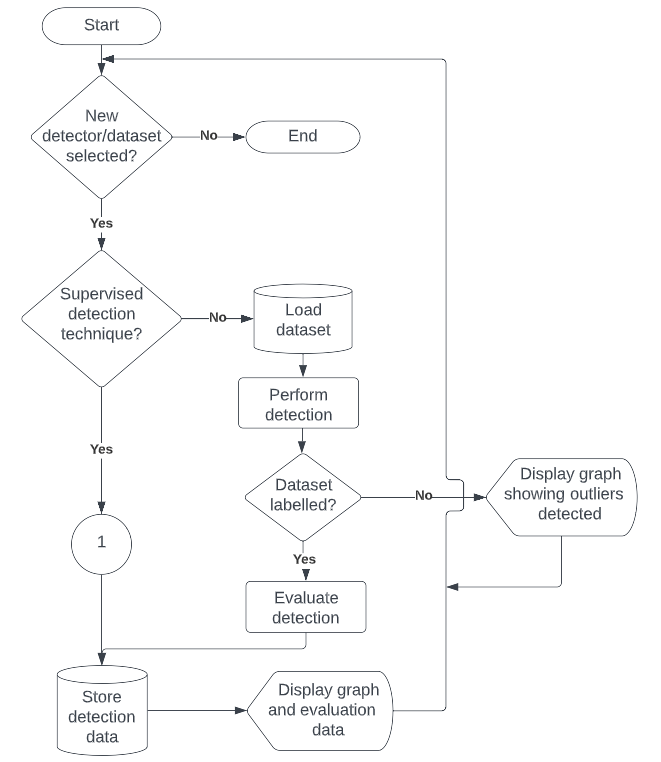 Start
New
detector/dataset
selected?
No
End
Yes
Supervised
detection
technique?
No
Load
dataset
Perform
detection
Yes
Dataset
labelled?
No
Display graph
showing outliers
detected
1
Yes
Evaluate
detection
Store
detection
data
Display graph
and evaluation
data